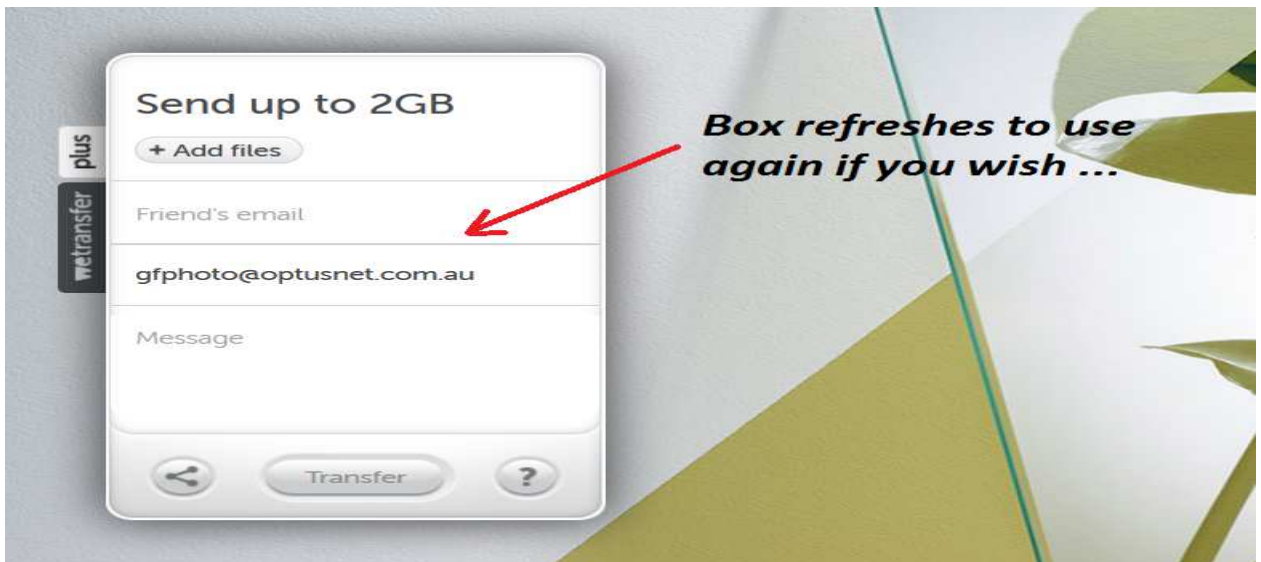 Send up to 2GB
+ Add files
Friend's email
gfphoto@optusnet.com.au
Message
Transfer
?
plus
wetransfer
Box refreshes to use
again if you wish ...